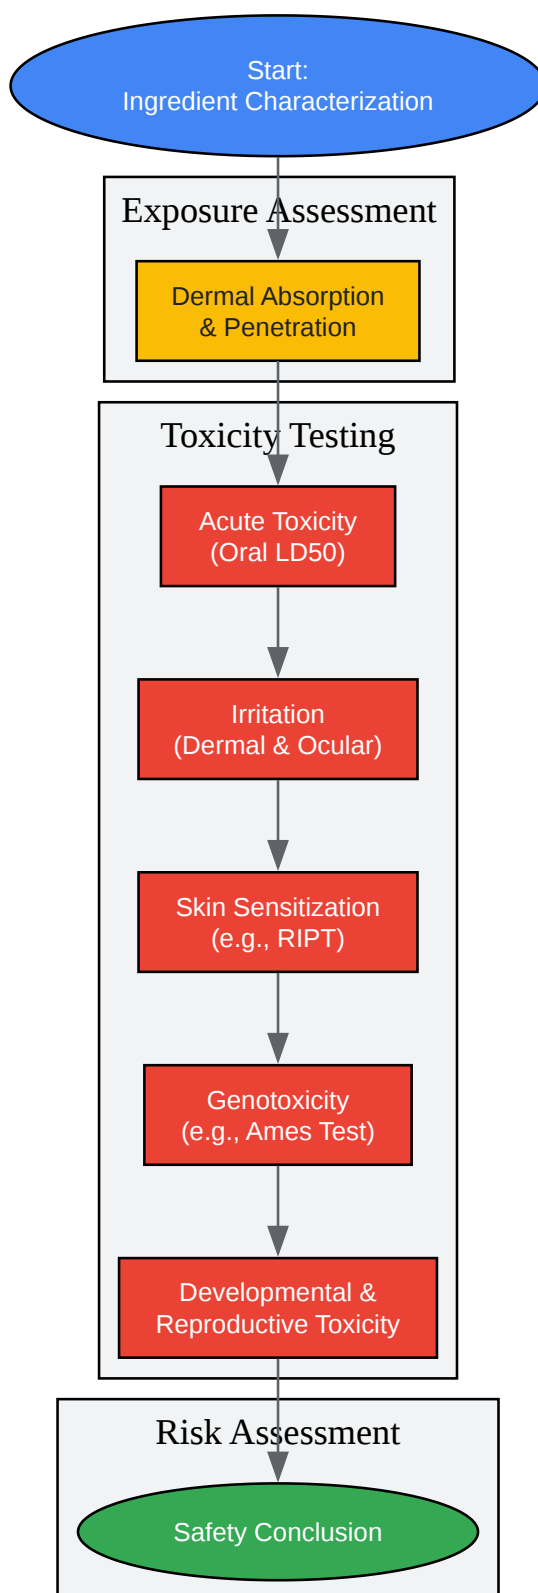 Start:
Ingredient Characterization
Exposure Assessment
Dermal Absorption
& Penetration
Toxicity Testing
Acute Toxicity
(Oral LD50)
Irritation
(Dermal & Ocular)
Skin Sensitization
(e.g., RIPT)
Genotoxicity
(e.g., Ames Test)
Developmental &
Reproductive Toxicity
Risk Assessment
Safety Conclusion